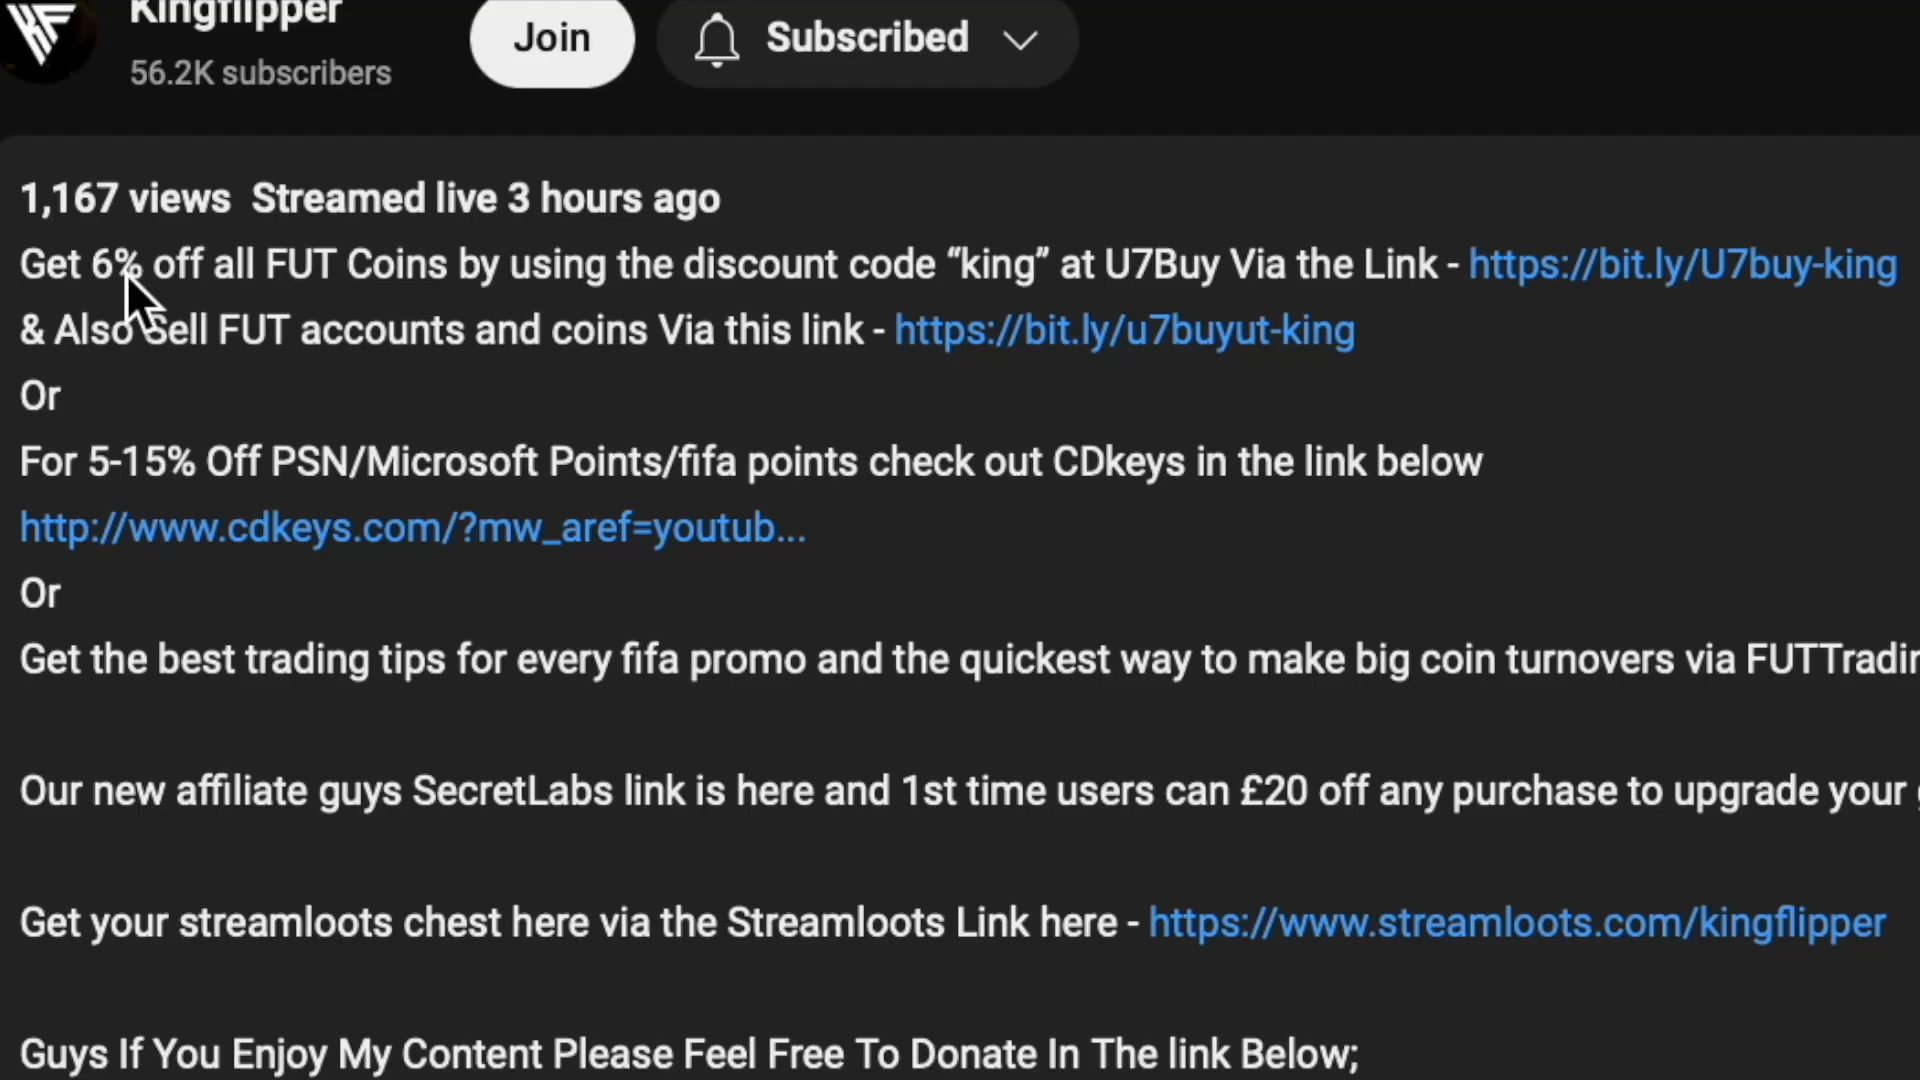 Kingflipper
56.2K subscribers
Join
Subscribed
1,167 views Streamed live 3 hours ago
Get 6% off all FUT Coins by using the discount code “king” at U7Buy Via the Link - https://bit.ly/U7buy-king
& Also Sell FUT accounts and coins Via this link - https://bit.ly/u7buyut-king
Or
For 5-15% Off PSN/Microsoft Points/fifa points check out CDkeys in the link below
http://www.cdkeys.com/?mw_aref=youtub...
Or
Get the best trading tips for every fifa promo and the quickest way to make big coin turnovers via FUTTradin
Our new affiliate guys SecretLabs link is here and 1st time users can £20 off any purchase to upgrade your
Get your streamloots chest here via the Streamloots Link here - https://www.streamloots.com/kingflipper
Guys If You Enjoy My Content Please Feel Free To Donate In The link Below;